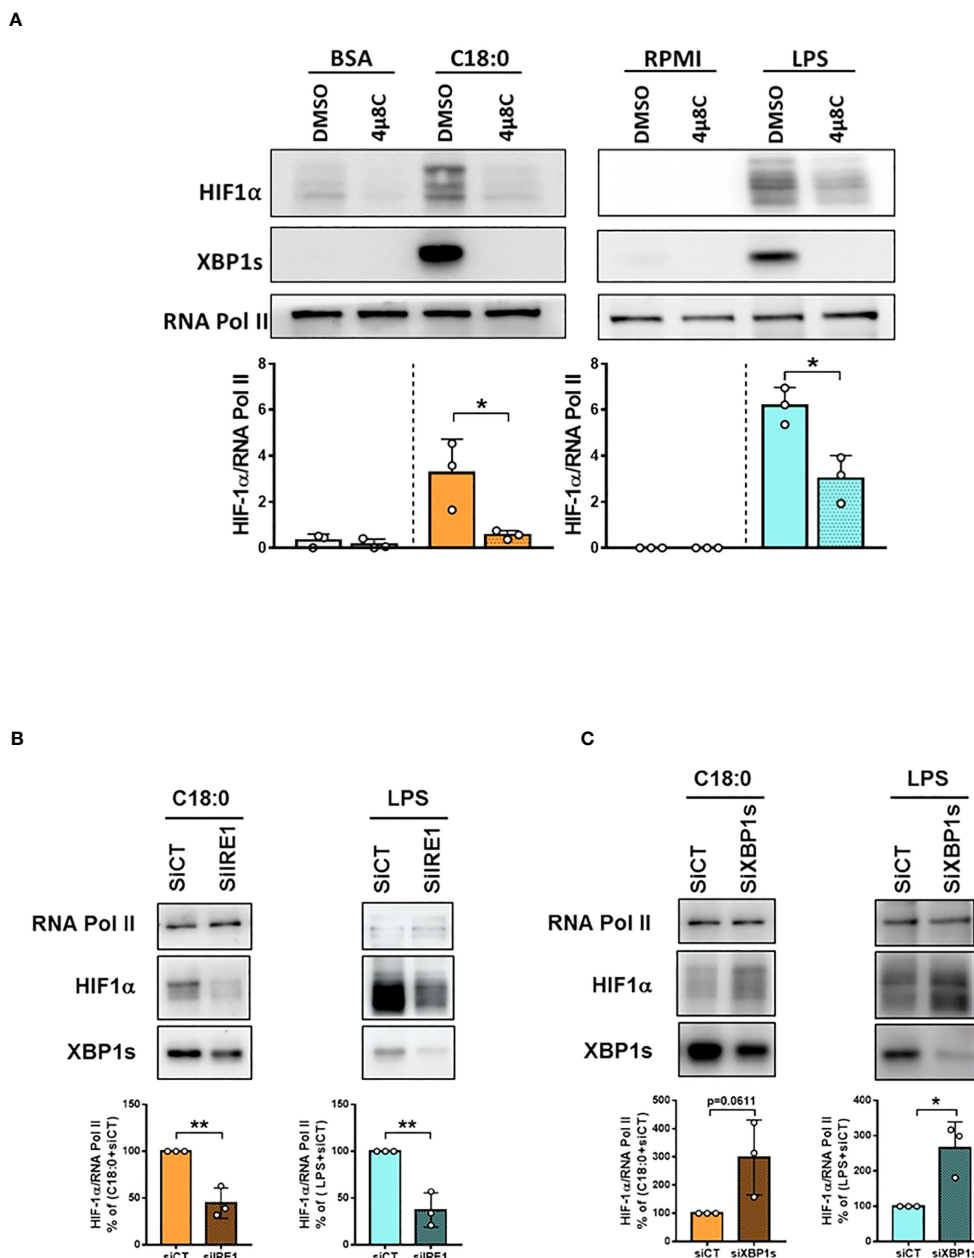 A
BSA C18:0 RPMI LPS
DMSO 4µ8C DMSO 4µ8C DMSO 4µ8C DMSO 4µ8C
HIF1α
XBP1s
RNA Pol II
HIF-1α/RNA Pol II
8
6
4
2
0
*
HIF-1α/RNA Pol II
8
6
4
2
0
*
B
C18:0 LPS
SiCT SiIRE1 SiCT SiIRE1
RNA Pol II
HIF1α
XBP1s
HIF-1α/RNA Pol II
% of (C18:0+siCT)
150
100
50
0
**
siCT siIRE1
HIF-1α/RNA Pol II
% of (LPS+siCT)
150
100
50
0
**
siCT siIRE1
C
C18:0 LPS
SiCT SiXBP1s SiCT SiXBP1s
RNA Pol II
HIF1α
XBP1s
HIF-1α/RNA Pol II
% of (C18:0+siCT)
500
400
300
200
100
0
p=0.0611
siCT siXBP1s
HIF-1α/RNA Pol II
% of (LPS+siCT)
400
300
200
100
0
*
siCT siXBP1s